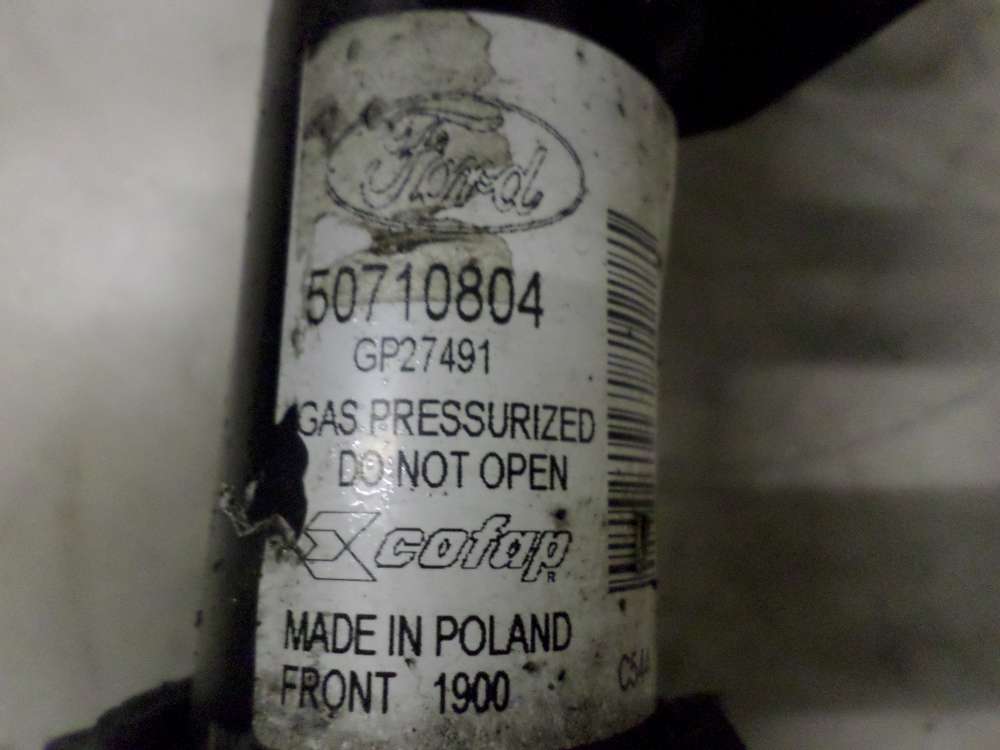 Ford
50710804
GP27491
GAS PRESSURIZED
DO NOT OPEN
cofap
R
MADE IN POLAND
FRONT 1900